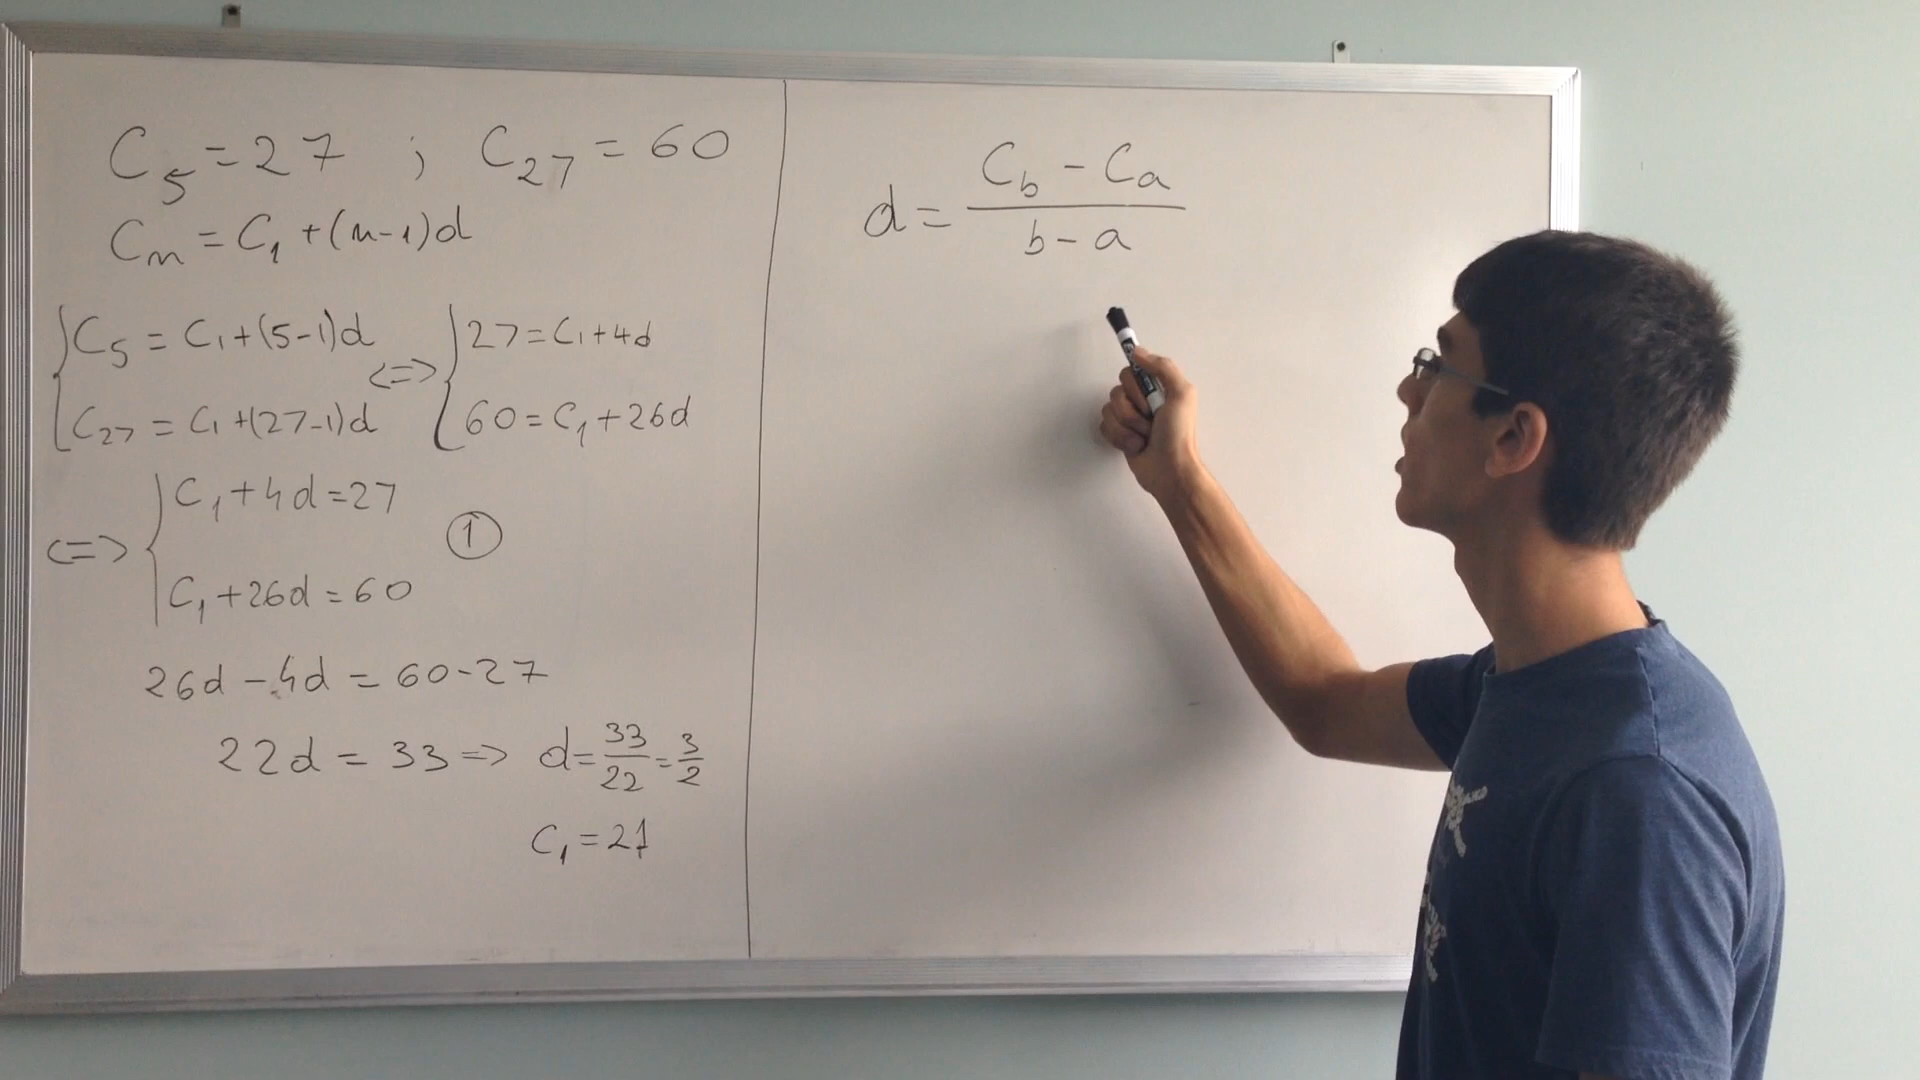 C₅ = 27 ; C₂₇ = 60
Cₙ = C₁ + (n-1)d
C₅ = C₁ + (5-1)d <=> 27 = C₁ + 4d
C₂₇ = C₁ + (27-1)d 60 = C₁ + 26d
<=> C₁ + 4d = 27
①
C₁ + 26d = 60
26d - 4d = 60 - 27
22d = 33 => d = 33/22 = 3/2
C₁ = 21
d = (C_b - C_a)/(b - a)